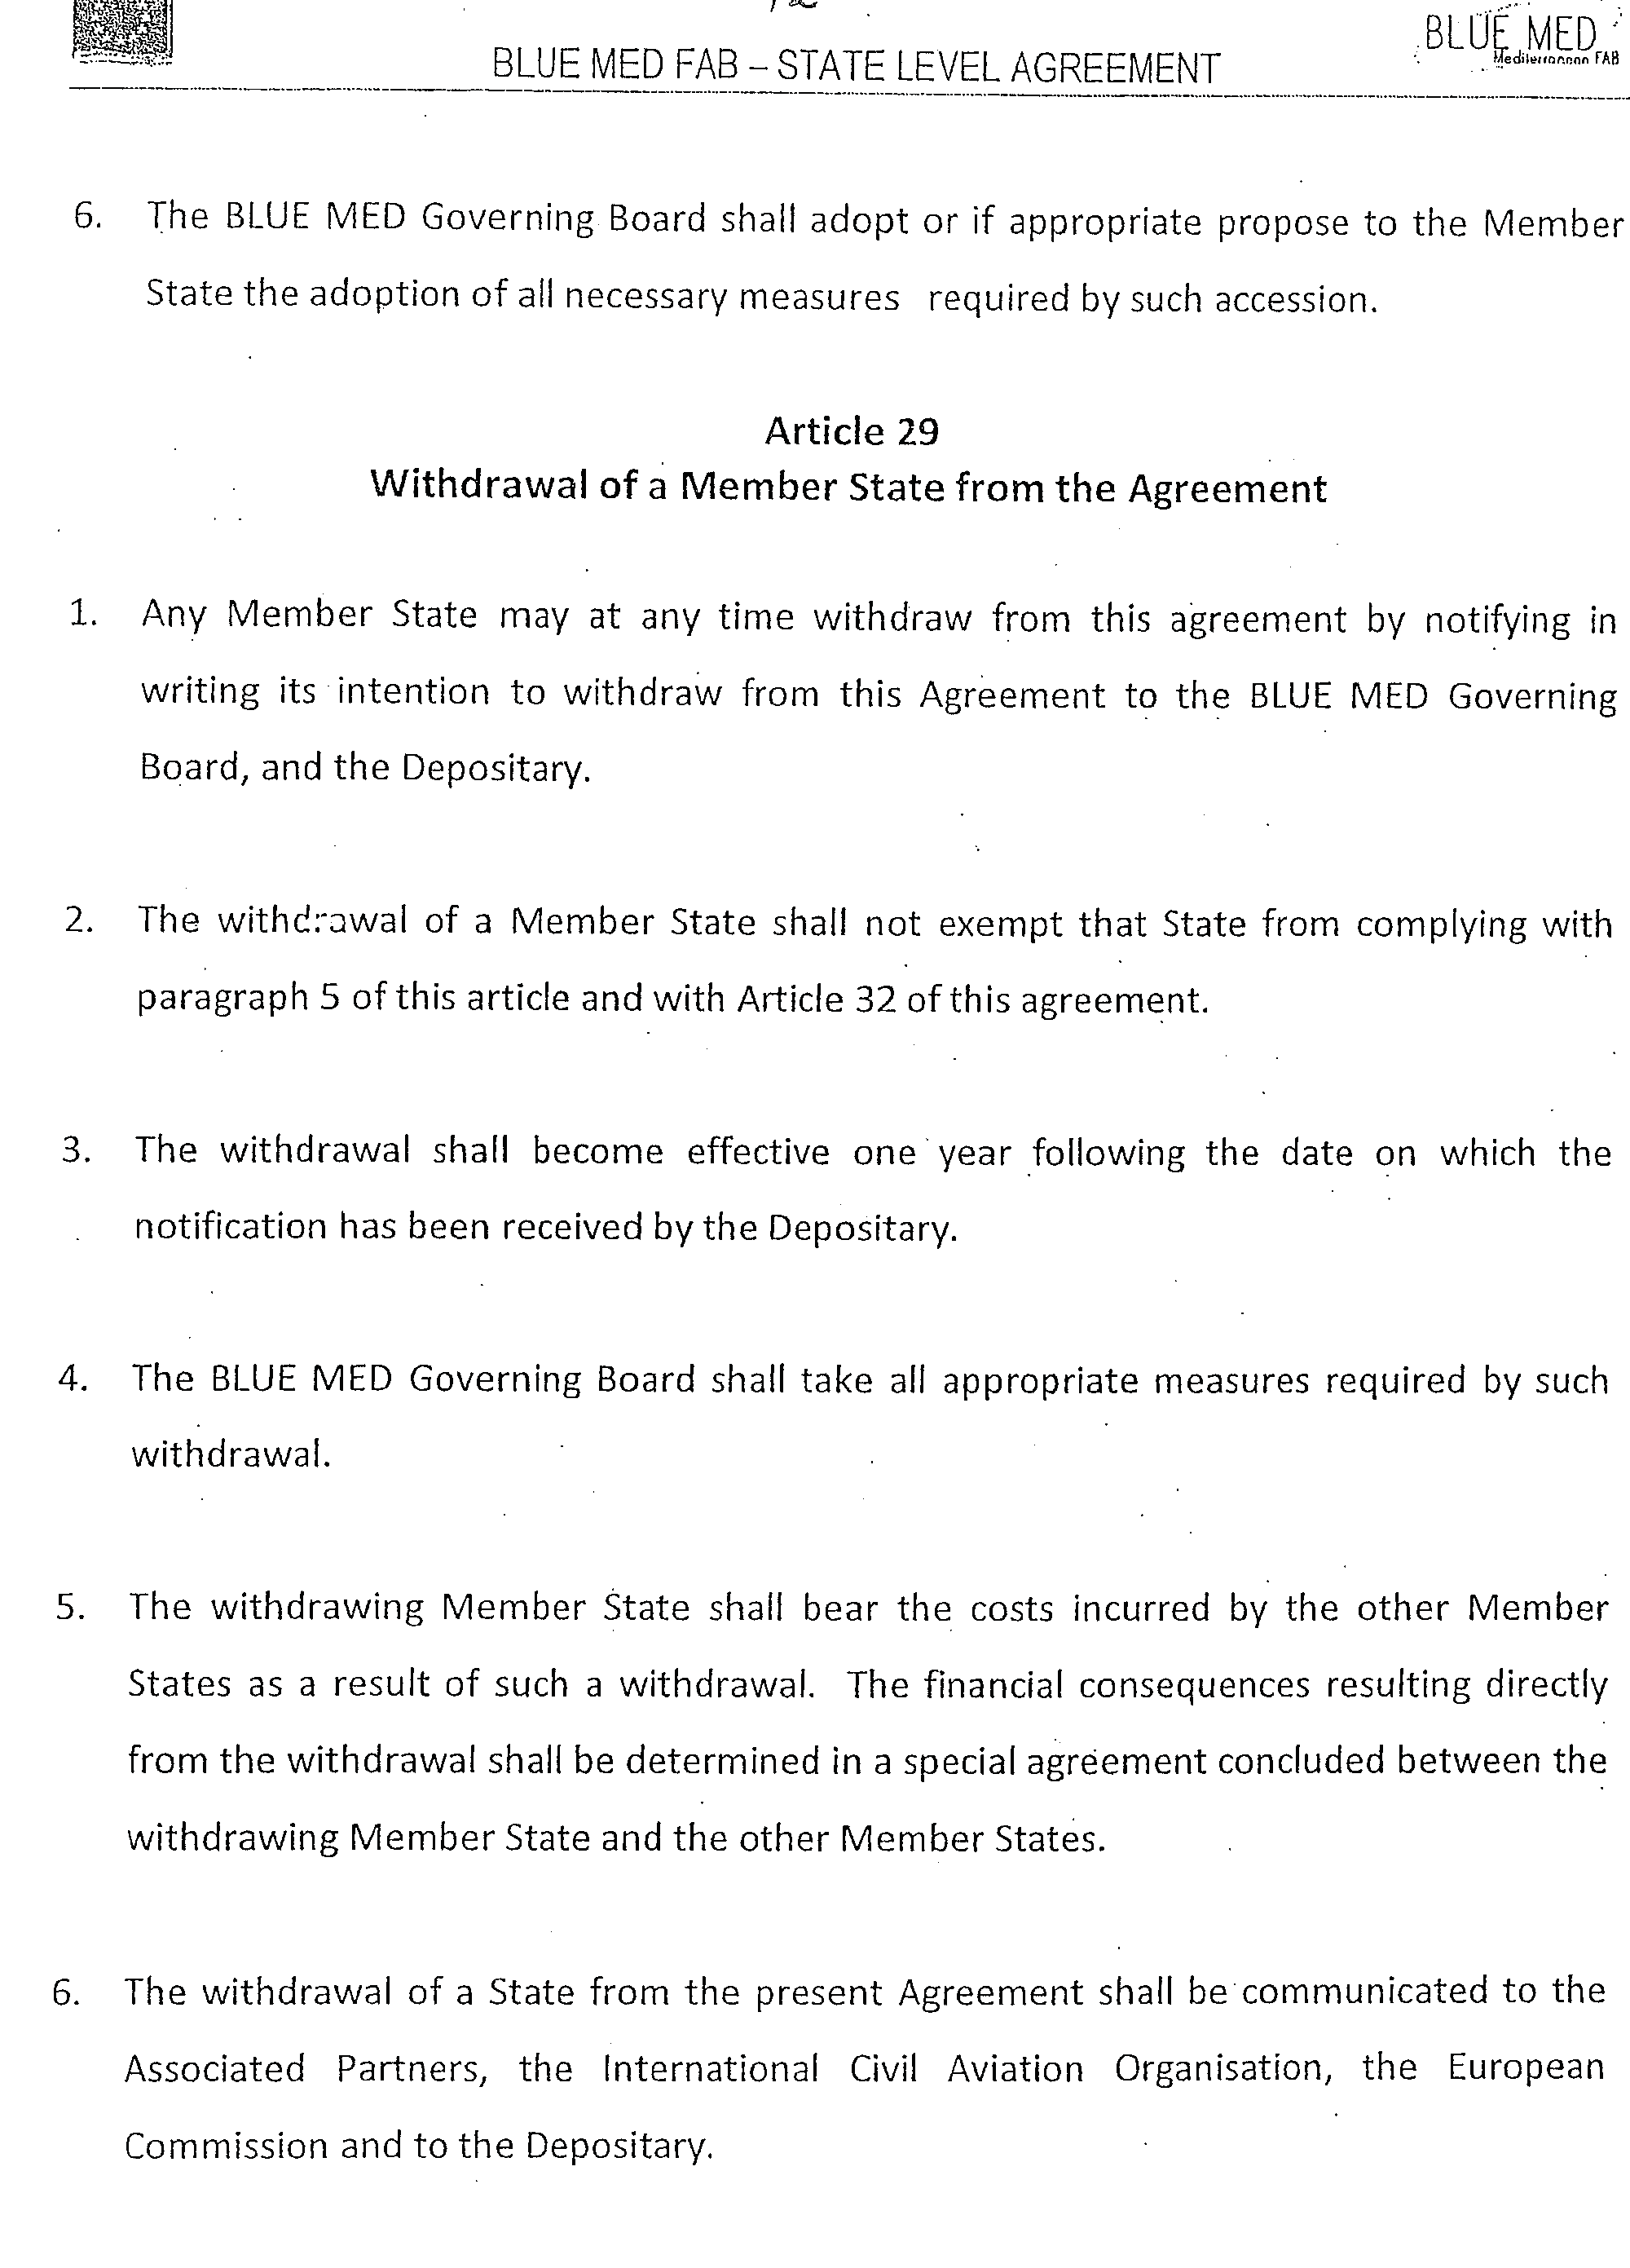 BLUE MED FAB – STATE LEVEL AGREEMENT
BLUE MED
Mediterranean FAB
6. The BLUE MED Governing Board shall adopt or if appropriate propose to the Member
State the adoption of all necessary measures required by such accession.
Article 29
Withdrawal of a Member State from the Agreement
1. Any Member State may at any time withdraw from this agreement by notifying in
writing its intention to withdraw from this Agreement to the BLUE MED Governing
Board, and the Depositary.
2. The withdrawal of a Member State shall not exempt that State from complying with
paragraph 5 of this article and with Article 32 of this agreement.
3. The withdrawal shall become effective one year following the date on which the
notification has been received by the Depositary.
4. The BLUE MED Governing Board shall take all appropriate measures required by such
withdrawal.
5. The withdrawing Member State shall bear the costs incurred by the other Member
States as a result of such a withdrawal. The financial consequences resulting directly
from the withdrawal shall be determined in a special agreement concluded between the
withdrawing Member State and the other Member States.
6. The withdrawal of a State from the present Agreement shall be communicated to the
Associated Partners, the International Civil Aviation Organisation, the European
Commission and to the Depositary.